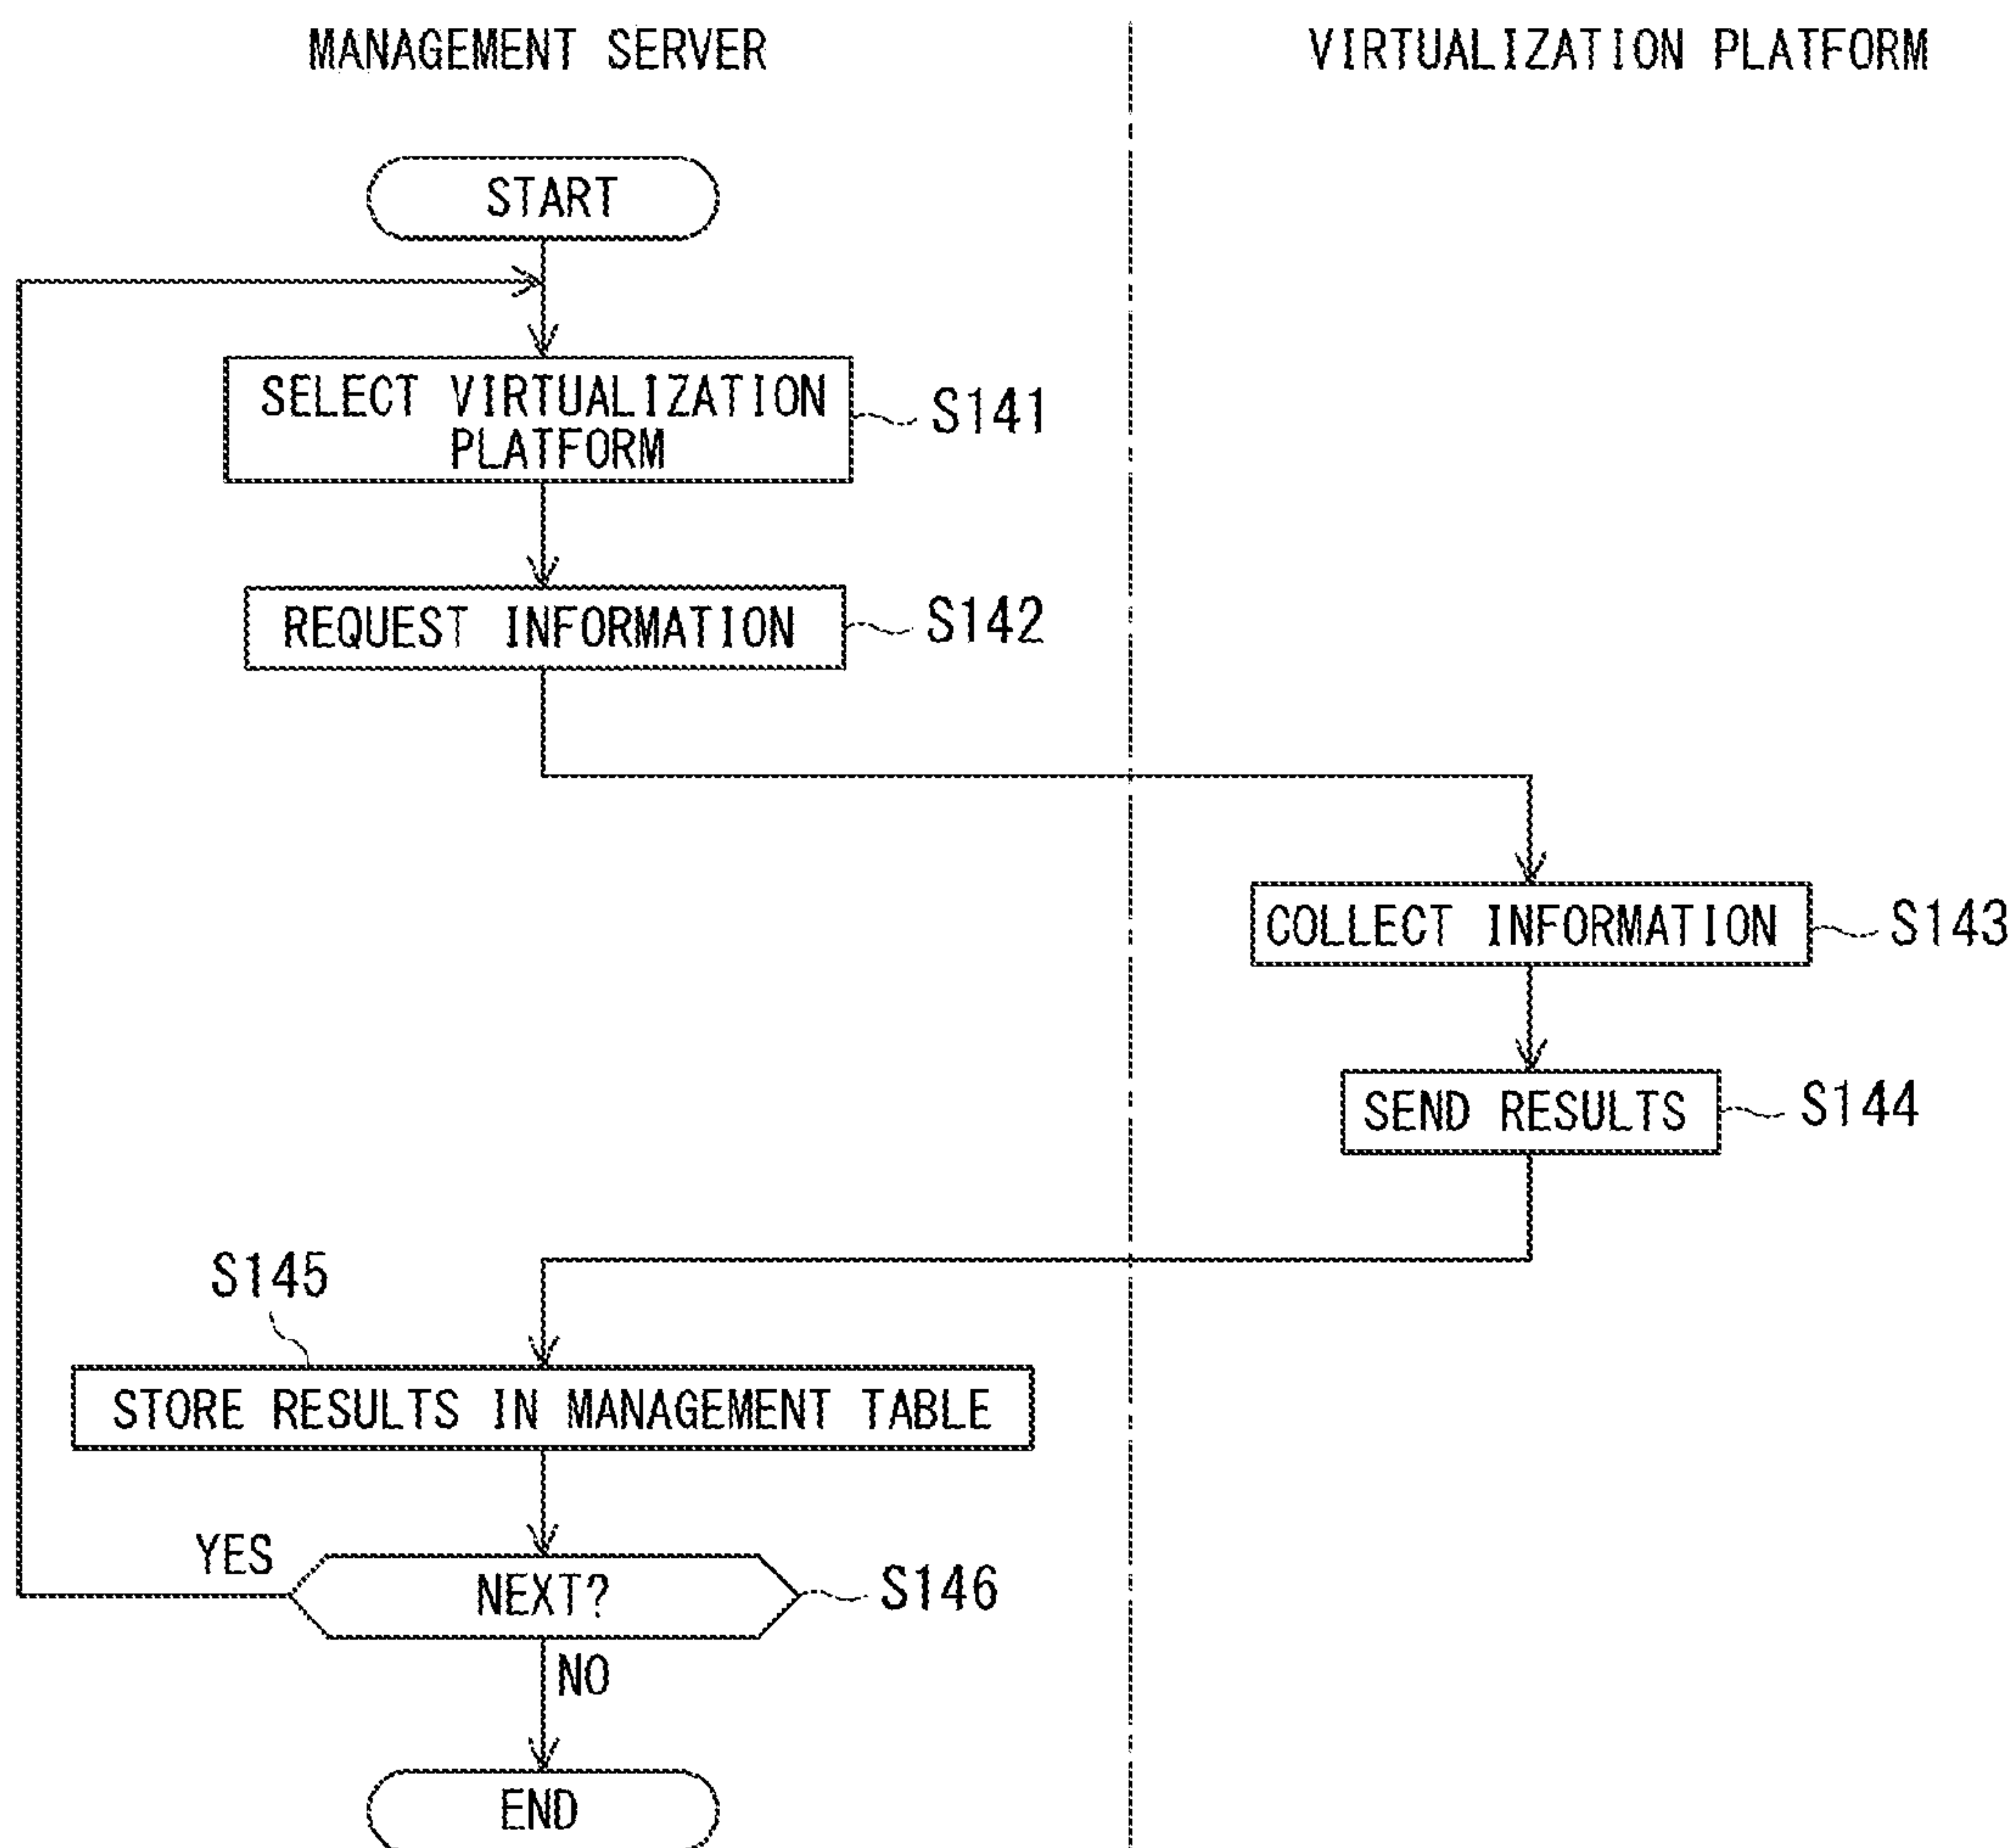 MANAGEMENT SERVER
VIRTUALIZATION PLATFORM
START
SELECT VIRTUALIZATION
PLATFORM
S141
REQUEST INFORMATION
S142
COLLECT INFORMATION
S143
SEND RESULTS
S144
S145
STORE RESULTS IN MANAGEMENT TABLE
YES
NEXT?
S146
NO
END